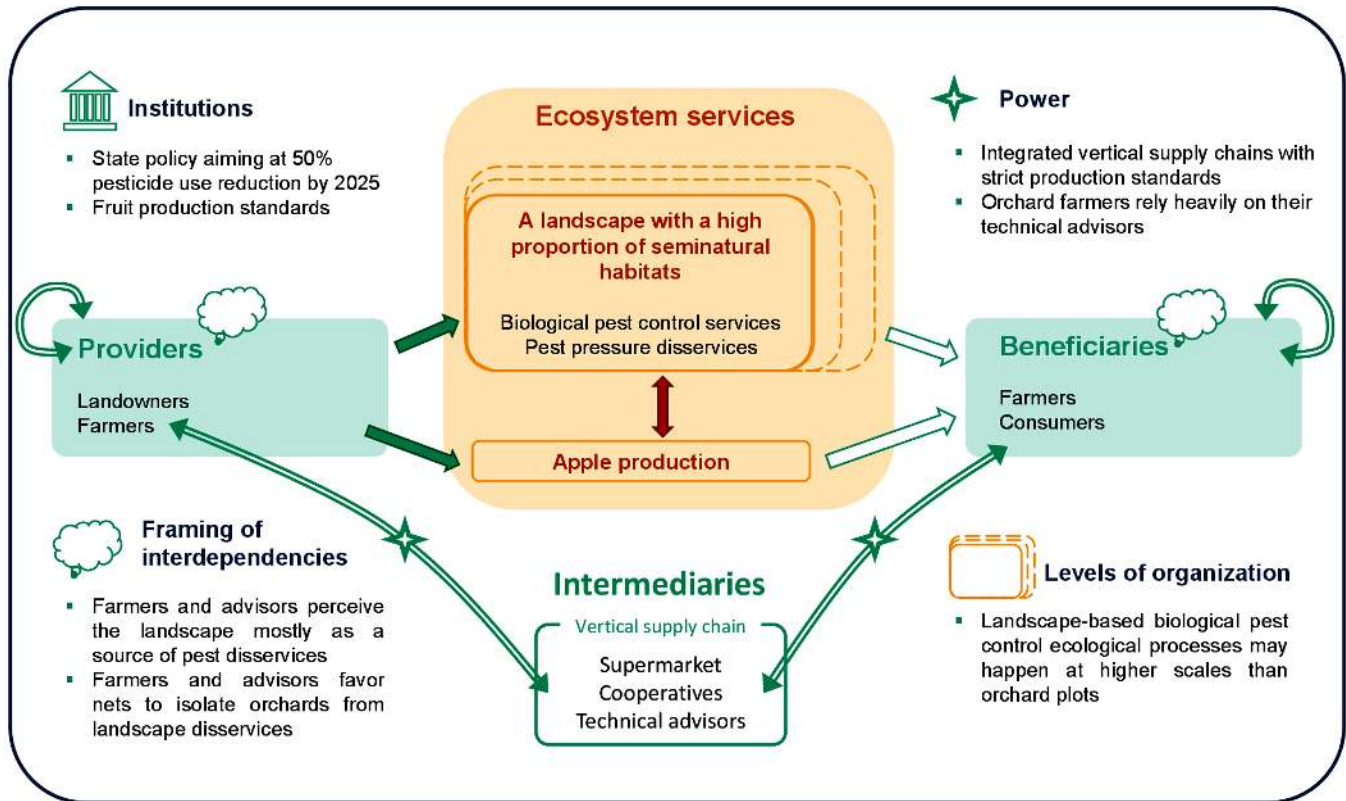 Institutions
▪ State policy aiming at 50%
pesticide use reduction by 2025
▪ Fruit production standards
Ecosystem services
A landscape with a high
proportion of seminatural
habitats
Biological pest control services
Pest pressure disservices
Apple production
Power
▪ Integrated vertical supply chains with
strict production standards
▪ Orchard farmers rely heavily on their
technical advisors
Providers
Landowners
Farmers
Beneficiaries
Farmers
Consumers
Framing of
interdependencies
▪ Farmers and advisors perceive
the landscape mostly as a
source of pest disservices
▪ Farmers and advisors favor
nets to isolate orchards from
landscape disservices
Intermediaries
Vertical supply chain
Supermarket
Cooperatives
Technical advisors
Levels of organization
▪ Landscape-based biological pest
control ecological processes may
happen at higher scales than
orchard plots